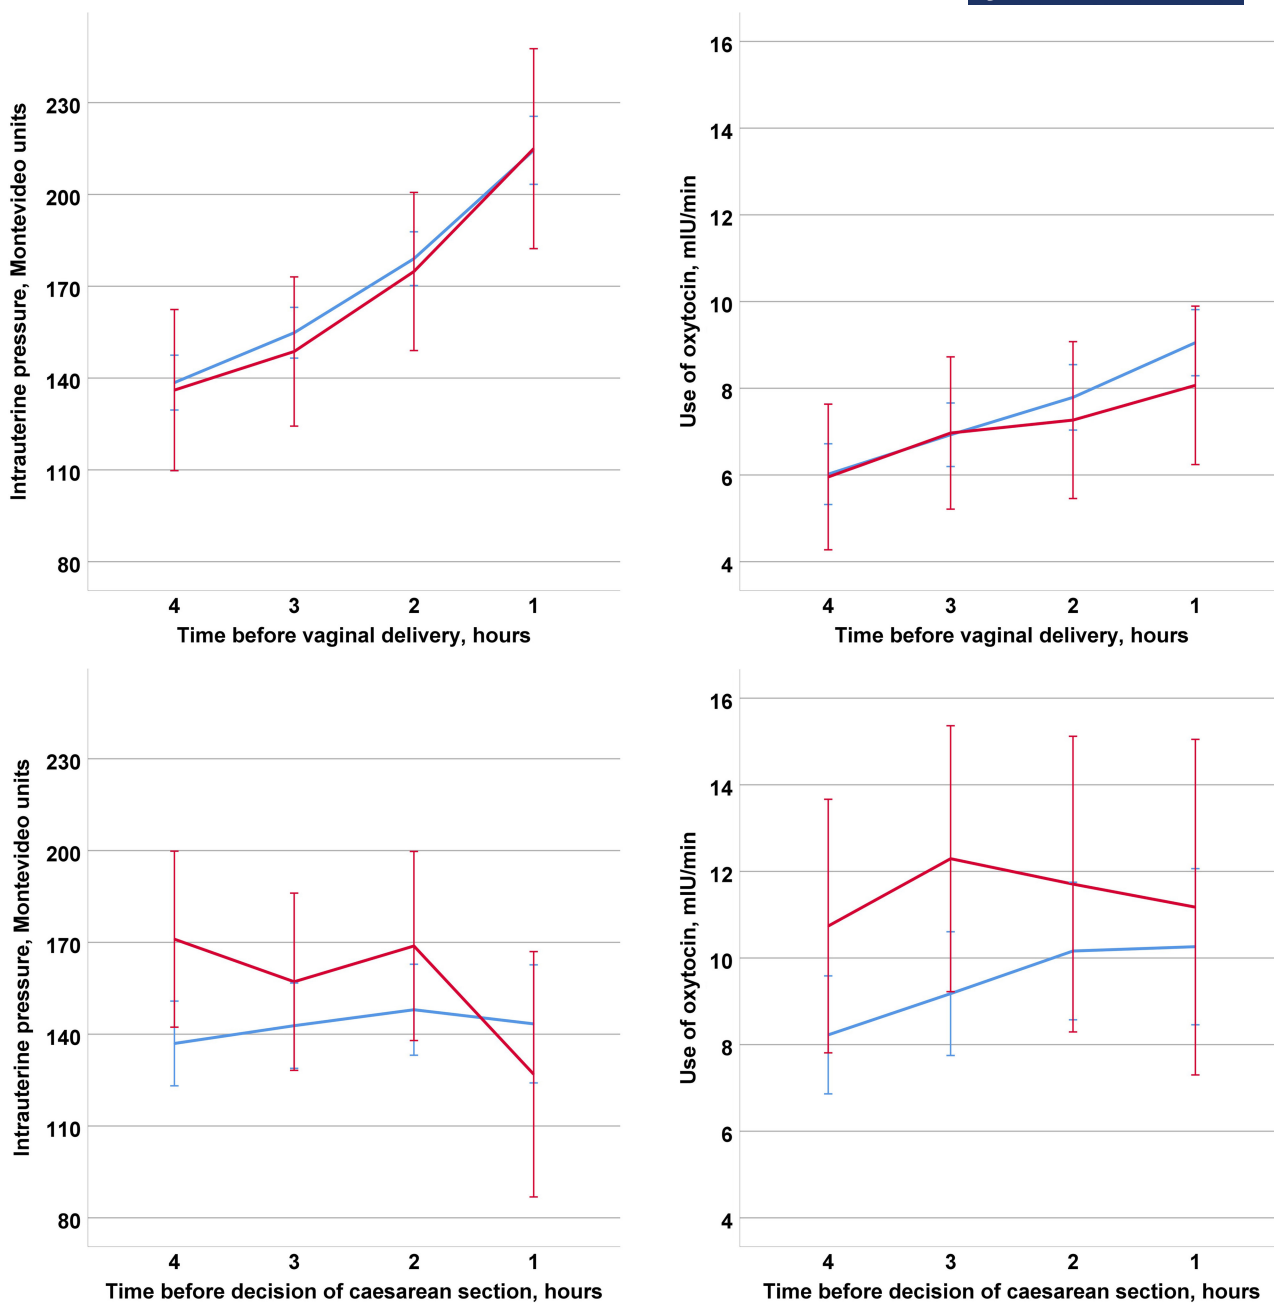 Intrauterine pressure, Montevideo units
230
200
170
140
110
80
4 3 2 1
Time before vaginal delivery, hours
Use of oxytocin, mIU/min
16
14
12
10
8
6
4
4 3 2 1
Time before vaginal delivery, hours
Intrauterine pressure, Montevideo units
230
200
170
140
110
80
4 3 2 1
Time before decision of caesarean section, hours
Use of oxytocin, mIU/min
16
14
12
10
8
6
4
4 3 2 1
Time before decision of caesarean section, hours